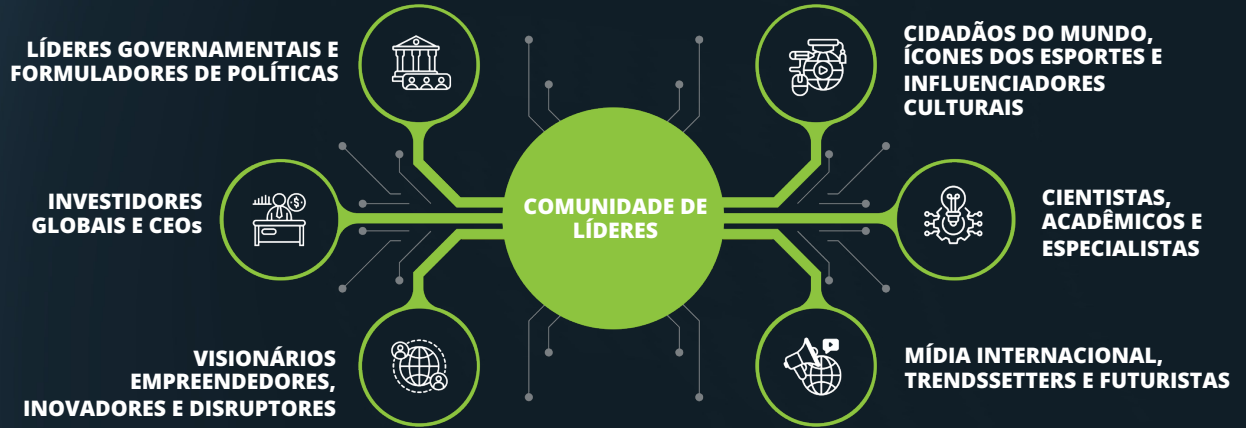 LÍDERES GOVERNAMENTAIS E
FORMULADORES DE POLÍTICAS
CIDADÃOS DO MUNDO,
ÍCONES DOS ESPORTES E
INFLUENCIADORES
CULTURAIS
INVESTIDORES
GLOBAIS E CEOs
COMUNIDADE DE
LÍDERES
CIENTISTAS,
ACADÊMICOS E
ESPECIALISTAS
VISIONÁRIOS
EMPREENDEDORES,
INOVADORES E DISRUPTORES
MÍDIA INTERNACIONAL,
TRENDSSETTERS E FUTURISTAS